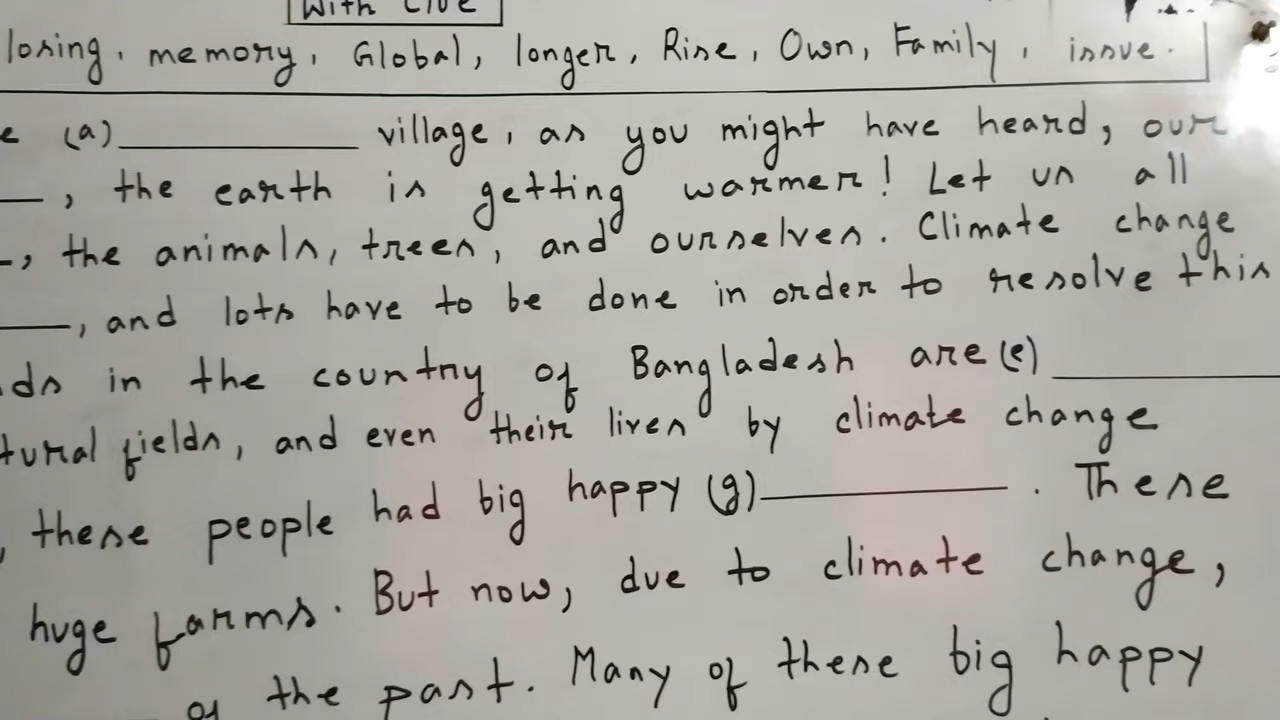 With Clue
losing, memory, Global, longer, Rise, Own, Family, issue.
(a)__________ village, as you might have heard, our
__, the earth is getting warmer! Let us all
_, the animals, trees, and ourselves. Climate change
___, and lots have to be done in order to resolve this
ds in the country of Bangladesh are (e)__________
tural fields, and even their lives by climate change
, these people had big happy (g)__________. These
huge farms. But now, due to climate change,
of the past. Many of these big happy